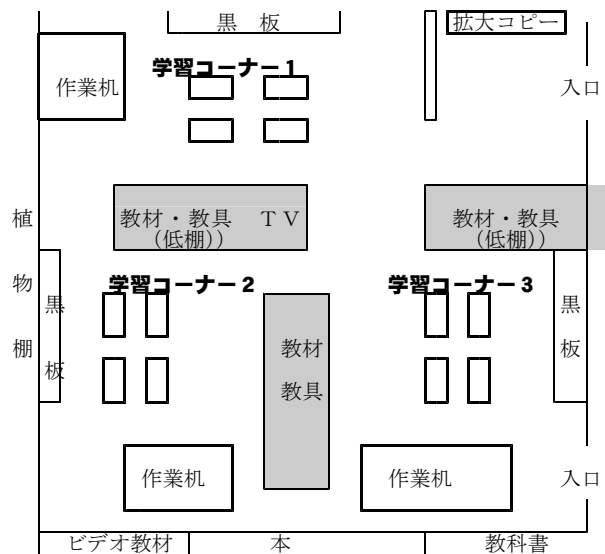 黒 板
拡大コピー
学習コーナー1
作業机
入口
教材・教具 TV
(低棚))
教材・教具
(低棚))
植物棚
学習コーナー2
学習コーナー3
黒板
教材
教具
黒板
作業机
作業机
入口
ビデオ教材
本
教科書